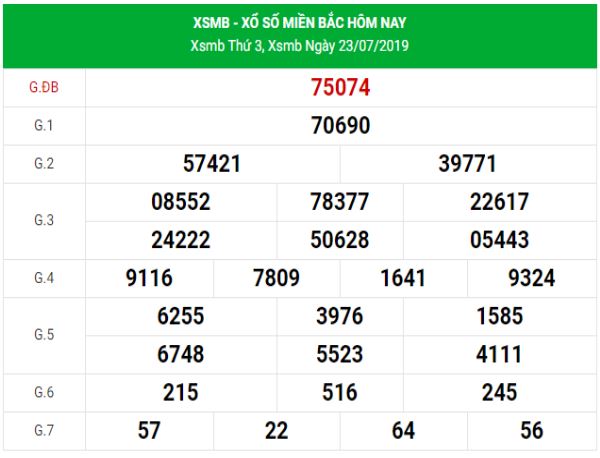 XSMB - XỔ SỐ MIỀN BẮC HÔM NAY
Xsmb Thứ 3, Xsmb Ngày 23/07/2019
G.ĐB 75074
G.1 70690
G.2 57421 39771
G.3 08552 78377 22617
24222 50628 05443
G.4 9116 7809 1641 9324
G.5 6255 3976 1585
6748 5523 4111
G.6 215 516 245
G.7 57 22 64 56